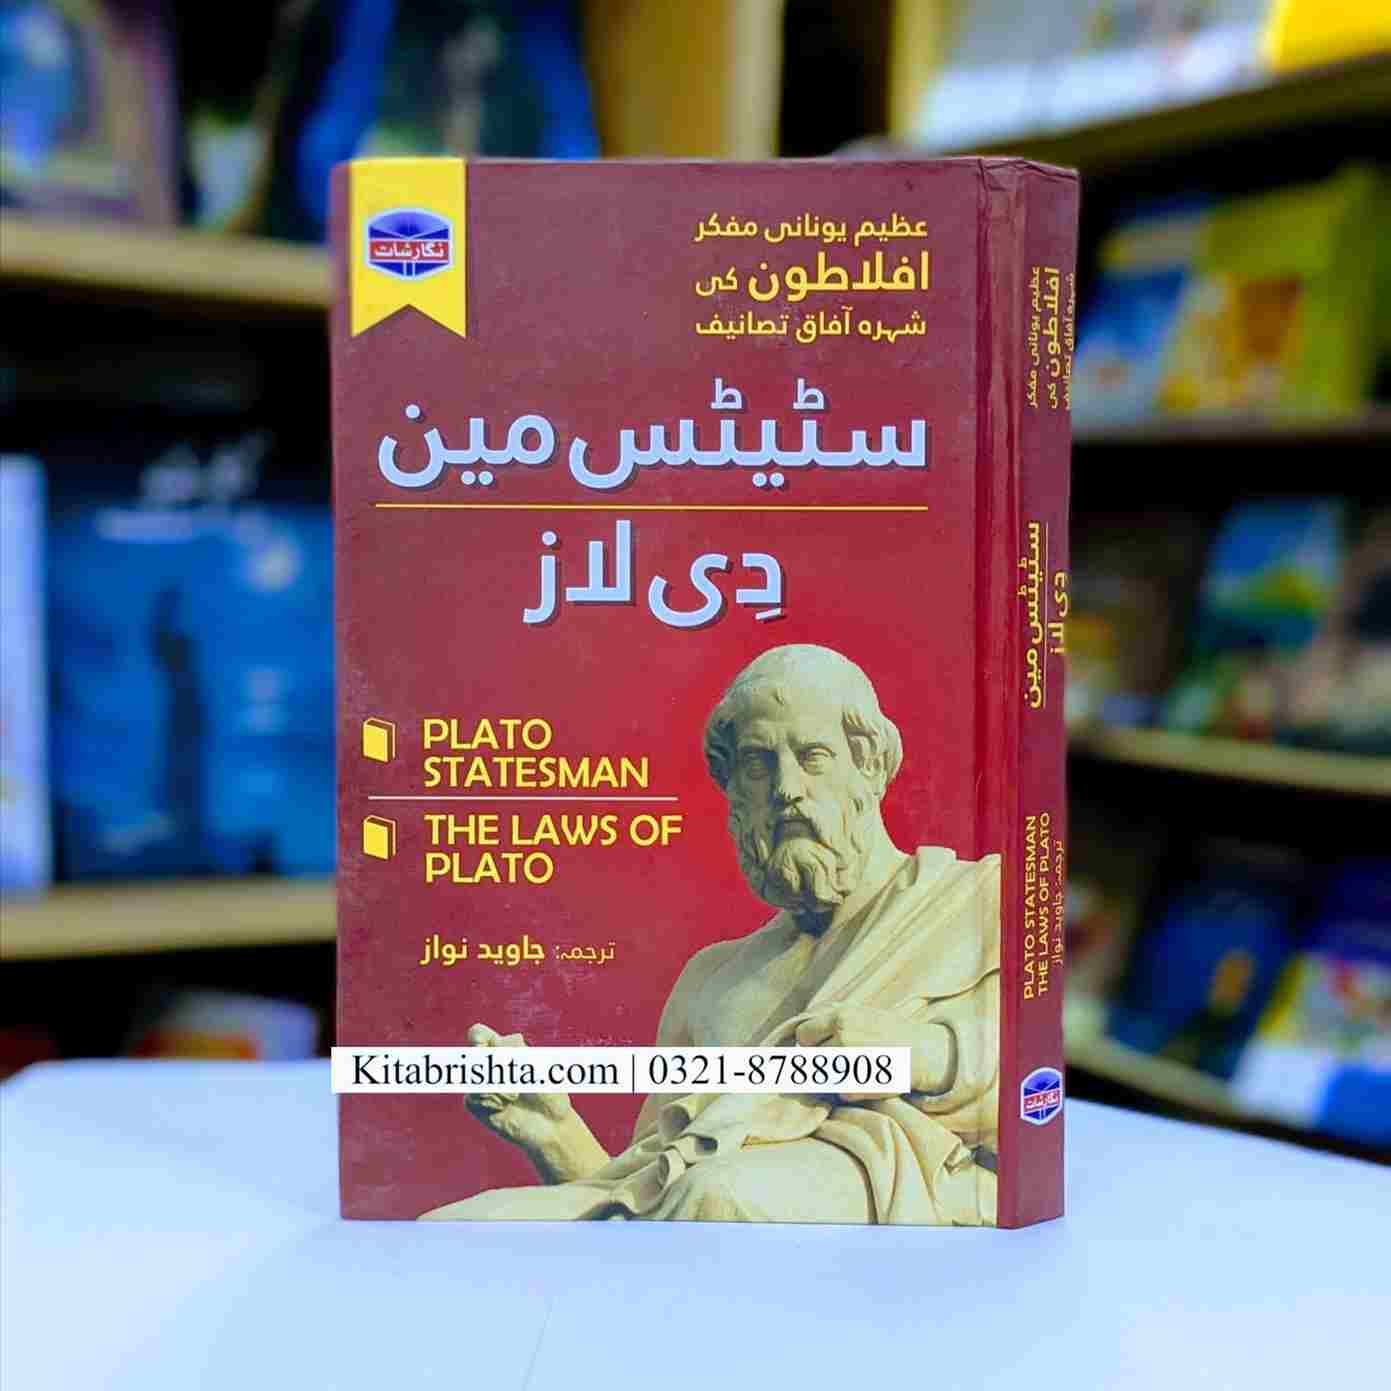 نگارشات
عظیم یونانی مفکر
افلاطون کی
شہرہ آفاق تصانیف
سٹیٹس مین
دِی لاز
PLATO
STATESMAN
THE LAWS OF
PLATO
ترجمہ: جاوید نواز
Kitabrishta.com | 0321-8788908
عظیم یونانی مفکر
افلاطون کی
شہرہ آفاق تصانیف
سٹیٹس مین
دِی لاز
PLATO STATESMAN
THE LAWS OF PLATO
ترجمہ: جاوید نواز
نگارشات